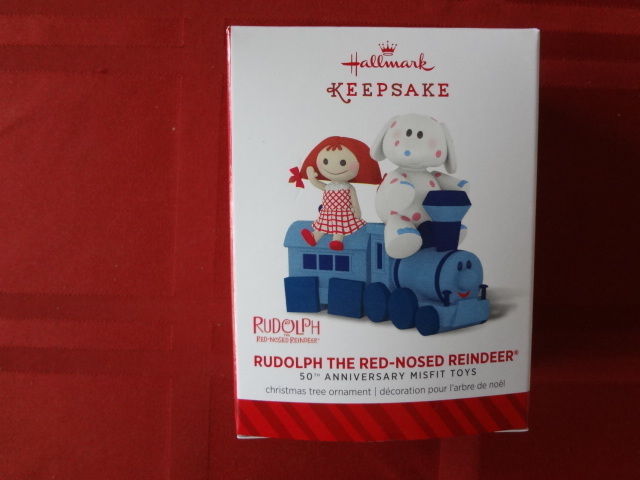 Hallmark
KEEPSAKE
RUDOLPH
THE
RED-NOSED REINDEER
RUDOLPH THE RED-NOSED REINDEER®
50TH ANNIVERSARY MISFIT TOYS
christmas tree ornament | décoration pour l'arbre de noël